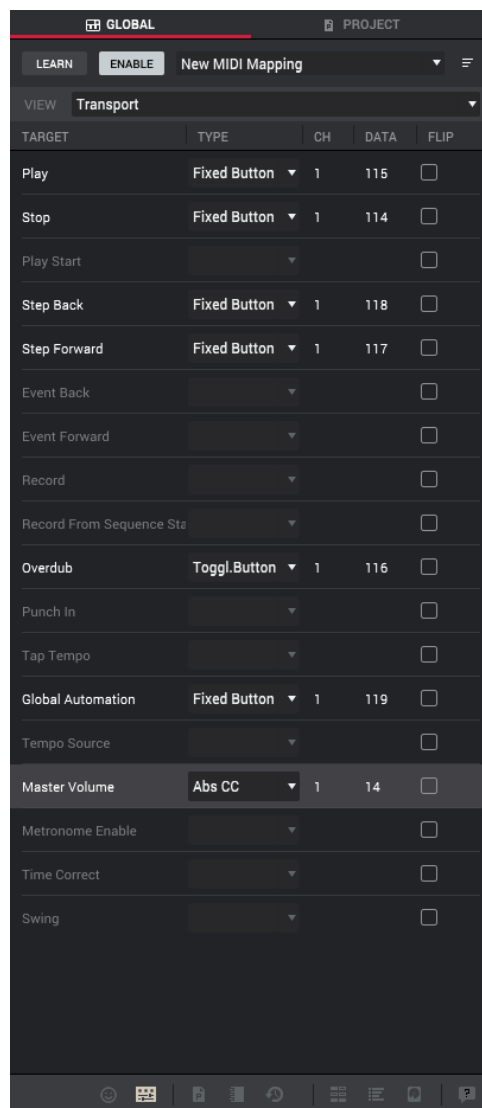 GLOBAL PROJECT
LEARN ENABLE New MIDI Mapping
VIEW Transport
TARGET TYPE CH DATA FLIP
Play Fixed Button 1 115
Stop Fixed Button 1 114
Play Start
Step Back Fixed Button 1 118
Step Forward Fixed Button 1 117
Event Back
Event Forward
Record
Record From Sequence Sta
Overdub Toggl.Button 1 116
Punch In
Tap Tempo
Global Automation Fixed Button 1 119
Tempo Source
Master Volume Abs CC 1 14
Metronome Enable
Time Correct
Swing